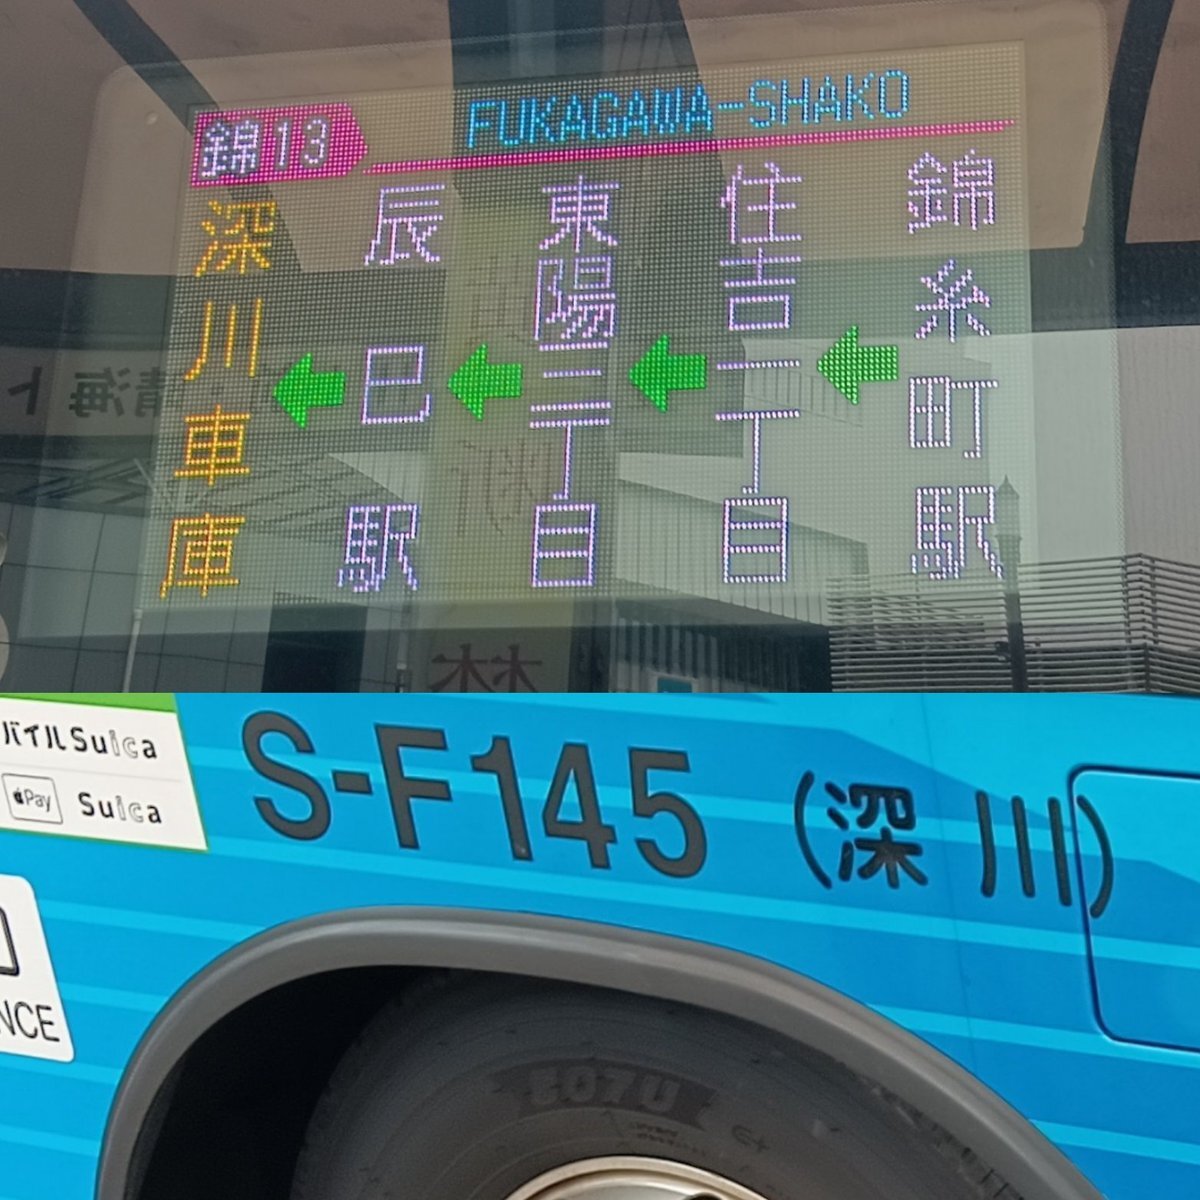 錦13
FUKAGAWA-SHAKO
錦糸町駅
住吉二丁目
東陽三丁目
辰巳駅
深川車庫
バイルSuica
Pay
Suica
S-F145
(深川)
NCE